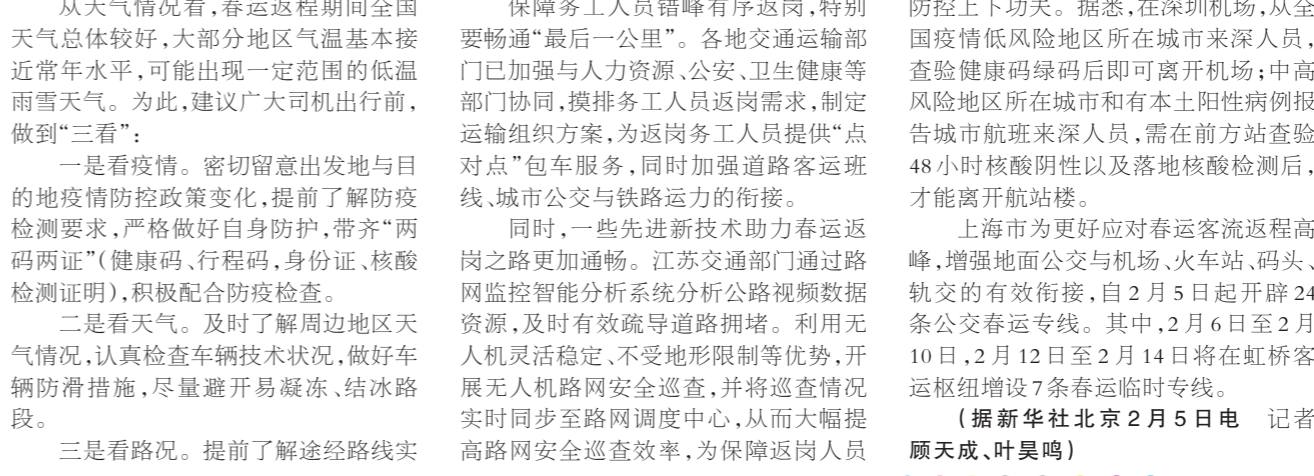 从天气情况看,春运返程期间全国
天气总体较好,大部分地区气温基本接
近常年水平,可能出现一定范围的低温
雨雪天气。为此,建议广大司机出行前,
做到“三看”:
一是看疫情。密切留意出发地与目
的地疫情防控政策变化,提前了解防疫
检测要求,严格做好自身防护,带齐“两
码两证”(健康码、行程码,身份证、核酸
检测证明),积极配合防疫检查。
二是看天气。及时了解周边地区天
气情况,认真检查车辆技术状况,做好车
辆防滑措施,尽量避开易凝冻、结冰路
段。
三是看路况。提前了解途经路线实
保障务工人员错峰有序返岗,特别
要畅通“最后一公里”。各地交通运输部
门已加强与人力资源、公安、卫生健康等
部门协同,摸排务工人员返岗需求,制定
运输组织方案,为返岗务工人员提供“点
对点”包车服务,同时加强道路客运班
线、城市公交与铁路运力的衔接。
同时,一些先进新技术助力春运返
岗之路更加通畅。江苏交通部门通过路
网监控智能分析系统分析公路视频数据
资源,及时有效疏导道路拥堵。利用无
人机灵活稳定、不受地形限制等优势,开
展无人机路网安全巡查,并将巡查情况
实时同步至路网调度中心,从而大幅提
高路网安全巡查效率,为保障返岗人员
防控上下功夫。据悉,在深圳机场,从全
国疫情低风险地区所在城市来深人员,
查验健康码绿码后即可离开机场;中高
风险地区所在城市和有本土阳性病例报
告城市航班来深人员,需在前方站查验
48小时核酸阴性以及落地核酸检测后,
才能离开航站楼。
上海市为更好应对春运客流返程高
峰,增强地面公交与机场、火车站、码头、
轨交的有效衔接,自2月5日起开辟24
条公交春运专线。其中,2月6日至2月
10日,2月12日至2月14日将在虹桥客
运枢纽增设7条春运临时专线。
(据新华社北京2月5日电 记者
顾天成、叶昊鸣)